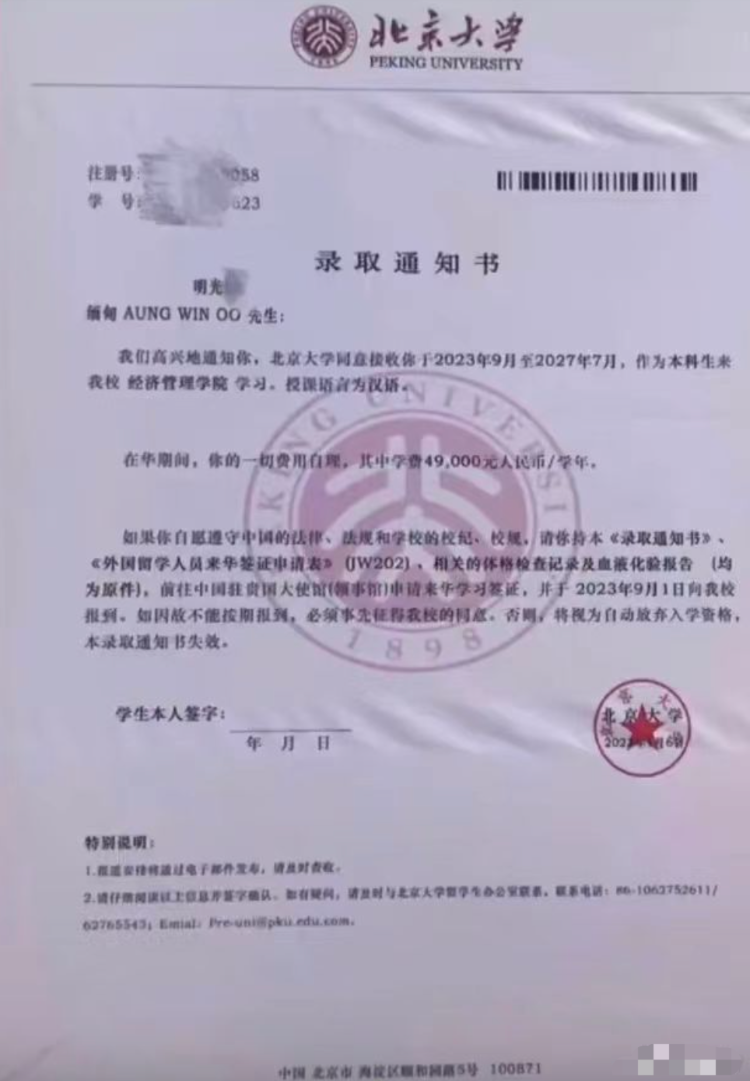 北京大学
PEKING UNIVERSITY
注册号: 058
学 号: 623
录取通知书
明光
缅甸 AUNG WIN OO 先生:
我们高兴地通知你,北京大学同意接收你于2023年9月至2027年7月,作为本科生来
我校 经济管理学院 学习。授课语言为汉语。
在华期间,你的一切费用自理,其中学费49,000元人民币/学年。
如果你自愿遵守中国的法律、法规和学校的校纪、校规,请你持本《录取通知书》、
《外国留学人员来华签证申请表》(JW202)、相关的体格检查记录及血液化验报告 (均
为原件),前往中国驻贵国大使馆(领事馆)申请来华学习签证,并于 2023年9月1日向我校
报到。如因故不能按期报到,必须事先征得我校的同意。否则,将视为自动放弃入学资格,
本录取通知书失效。
学生本人签字:
年 月 日
北京大学
特别说明:
1.报道安排将通过电子邮件发布,请及时查收。
2.请仔细阅读以上信息并签字确认。如有疑问,请及时与北京大学留学生办公室联系,联系电话:86-1062752611/
62765543; Emial: Pre-uni@pku.edu.com.
中国 北京市 海淀区颐和园路5号 100871
PEKING UNIVERSITY
1898